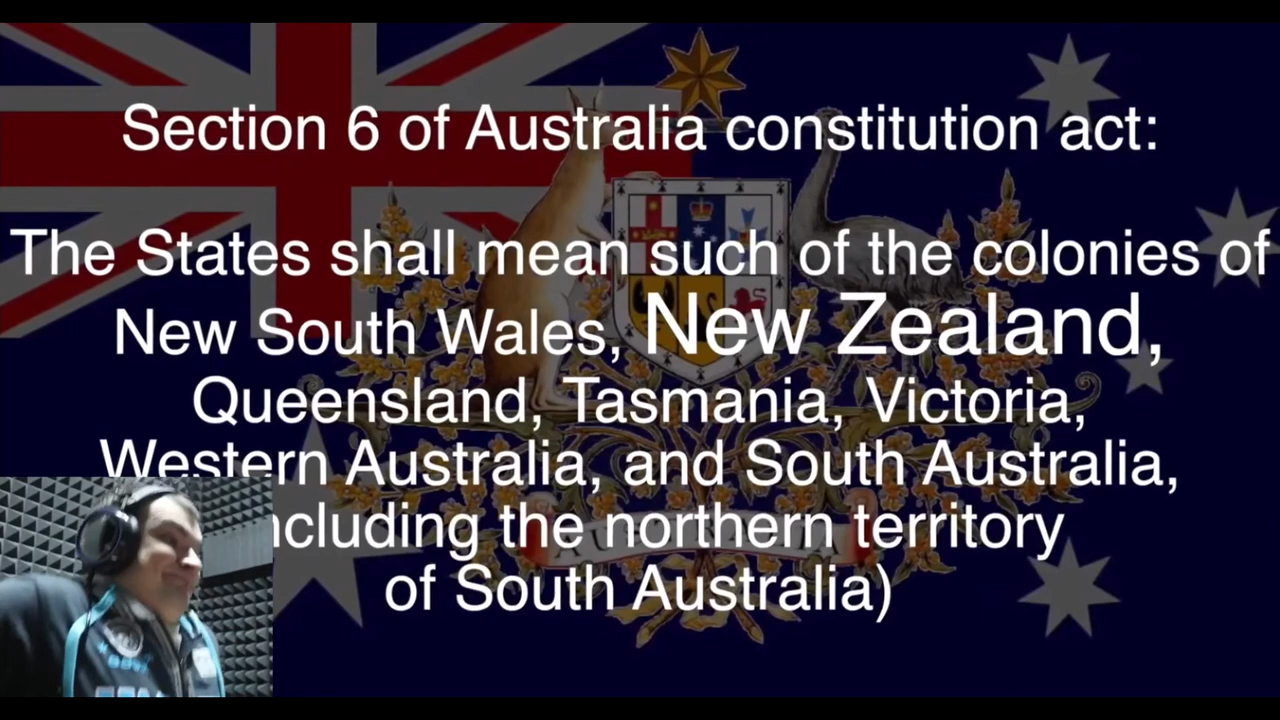 Section 6 of Australia constitution act:
The States shall mean such of the colonies of
New South Wales, New Zealand,
Queensland, Tasmania, Victoria,
Western Australia, and South Australia,
ncluding the northern territory
of South Australia)